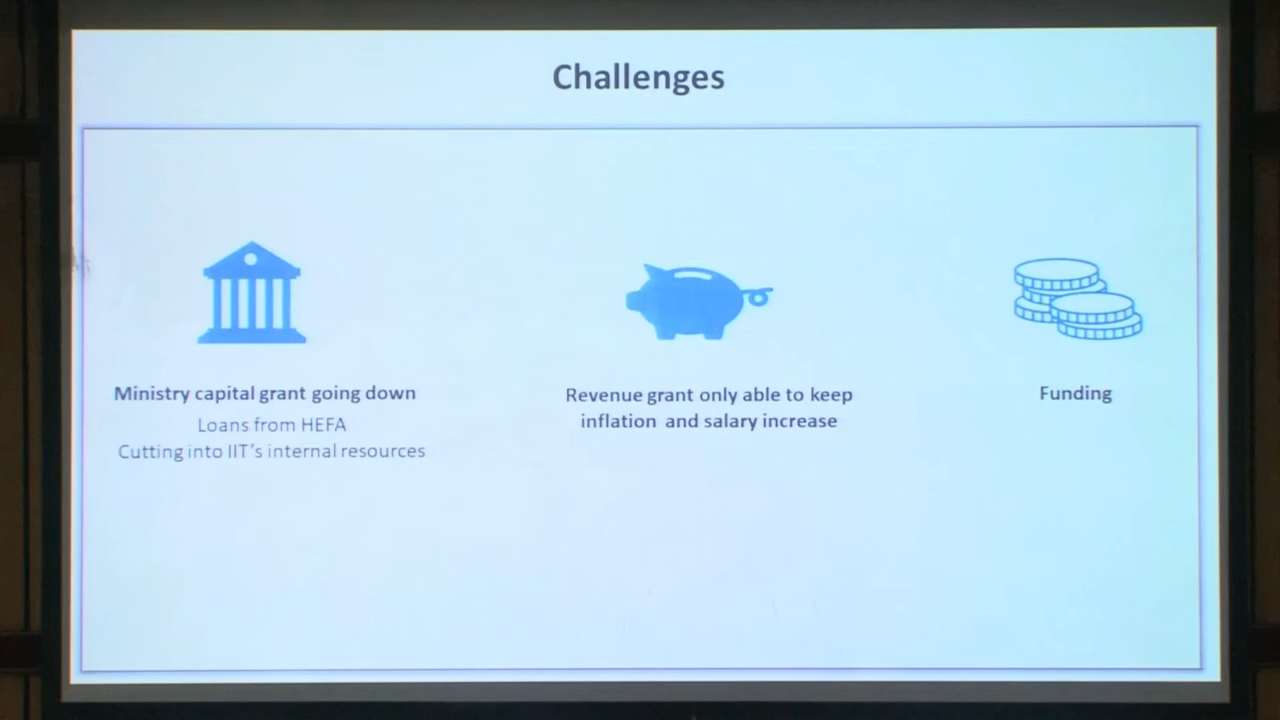 Challenges
Ministry capital grant going down
Loans from HEFA
Cutting into IIT's internal resources
Revenue grant only able to keep
inflation and salary increase
Funding